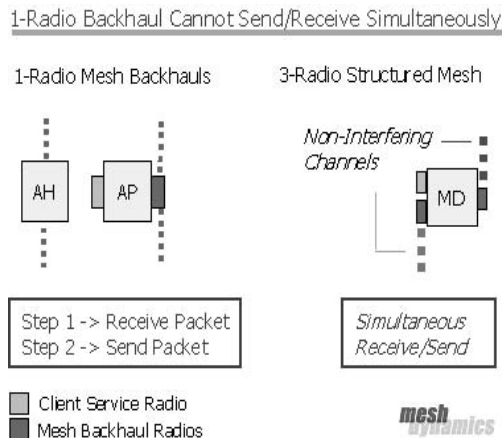 1-Radio Backhaul Cannot Send/Receive Simultaneously
1-Radio Mesh Backhauls
3-Radio Structured Mesh
Non-Interfering
Channels
AH
AP
MD
Step 1 -> Receive Packet
Step 2 -> Send Packet
Simultaneous
Receive/Send
Client Service Radio
Mesh Backhaul Radios
mesh
dynamics